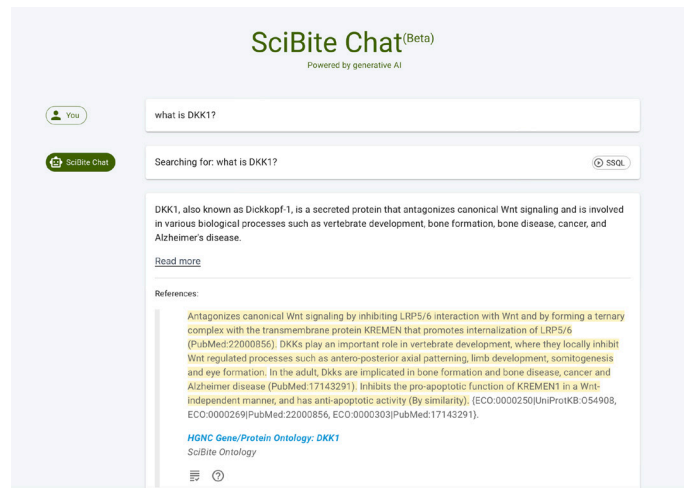 SciBite Chat(Beta)
Powered by generative AI
You
what is DKK1?
SciBite Chat
Searching for: what is DKK1?
SSQL
DKK1, also known as Dickkopf-1, is a secreted protein that antagonizes canonical Wnt signaling and is involved
in various biological processes such as vertebrate development, bone formation, bone disease, cancer, and
Alzheimer's disease.
Read more
References:
Antagonizes canonical Wnt signaling by inhibiting LRP5/6 interaction with Wnt and by forming a ternary
complex with the transmembrane protein KREMEN that promotes internalization of LRP5/6
(PubMed:22000856). DKKs play an important role in vertebrate development, where they locally inhibit
Wnt regulated processes such as antero-posterior axial patterning, limb development, somitogenesis
and eye formation. In the adult, Dkks are implicated in bone formation and bone disease, cancer and
Alzheimer disease (PubMed:17143291). Inhibits the pro-apoptotic function of KREMEN1 in a Wnt-
independent manner, and has anti-apoptotic activity (By similarity). {ECO:0000250|UniProtKB:O54908,
ECO:0000269|PubMed:22000856, ECO:0000303|PubMed:17143291}.
HGNC Gene/Protein Ontology: DKK1
SciBite Ontology